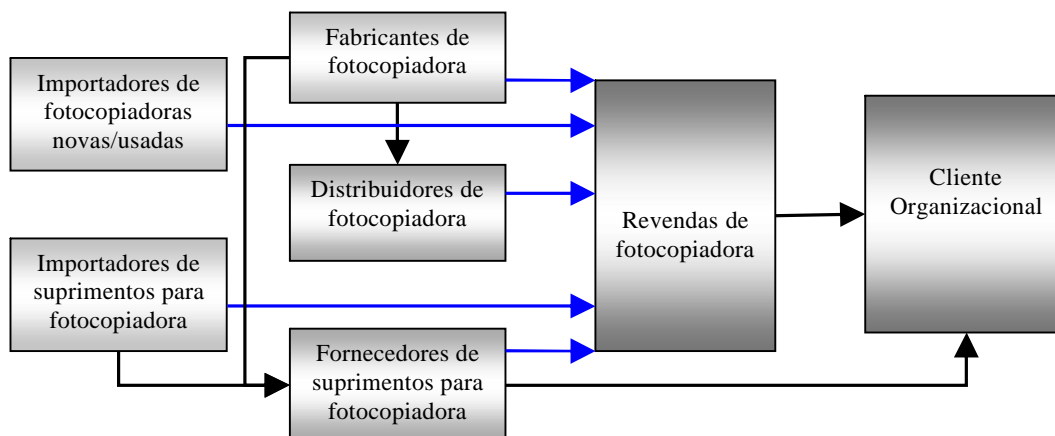 Fabricantes de
fotocopiadora
Importadores de
fotocopiadoras
novas/usadas
Distribuidores de
fotocopiadora
Revendas de
fotocopiadora
Cliente
Organizacional
Importadores de
suprimentos para
fotocopiadora
Fornecedores de
suprimentos para
fotocopiadora